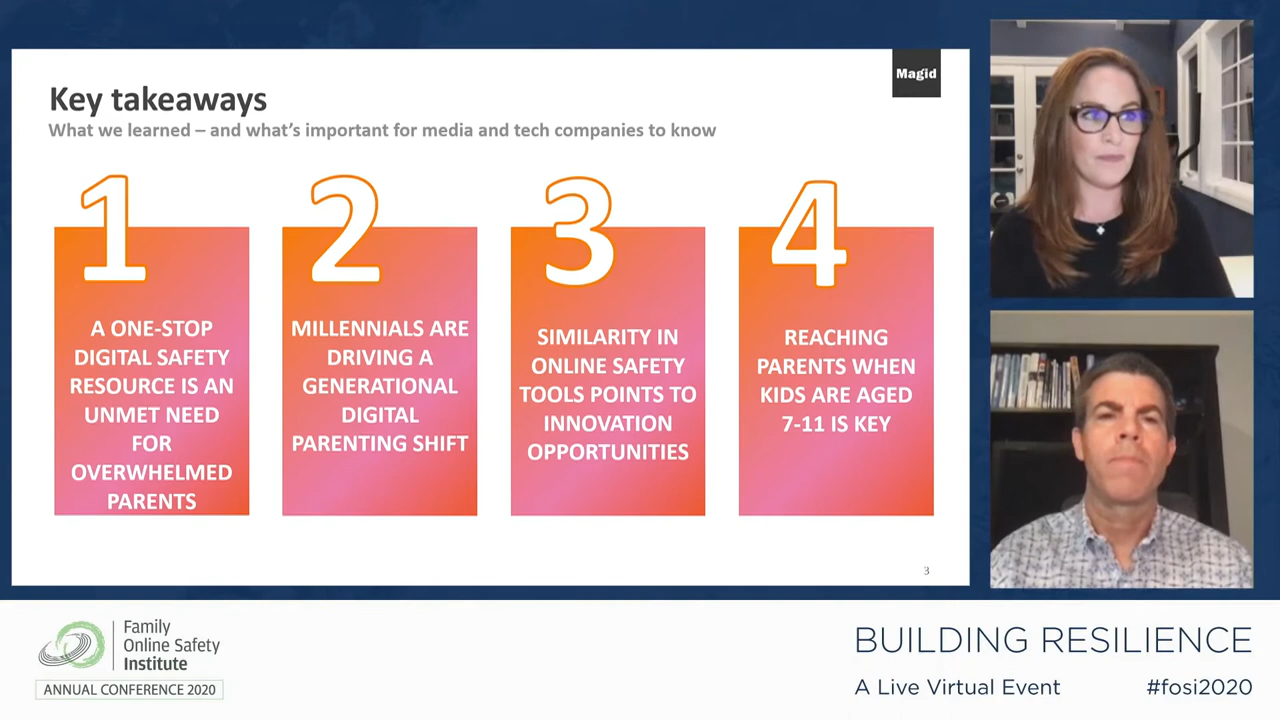 Magid
Key takeaways
What we learned – and what's important for media and tech companies to know
1
A ONE-STOP
DIGITAL SAFETY
RESOURCE IS AN
UNMET NEED
FOR
OVERWHELMED
PARENTS
2
MILLENNIALS ARE
DRIVING A
GENERATIONAL
DIGITAL
PARENTING SHIFT
3
SIMILARITY IN
ONLINE SAFETY
TOOLS POINTS TO
INNOVATION
OPPORTUNITIES
4
REACHING
PARENTS WHEN
KIDS ARE AGED
7-11 IS KEY
3
Family
Online Safety
Institute
ANNUAL CONFERENCE 2020
BUILDING RESILIENCE
A Live Virtual Event #fosi2020